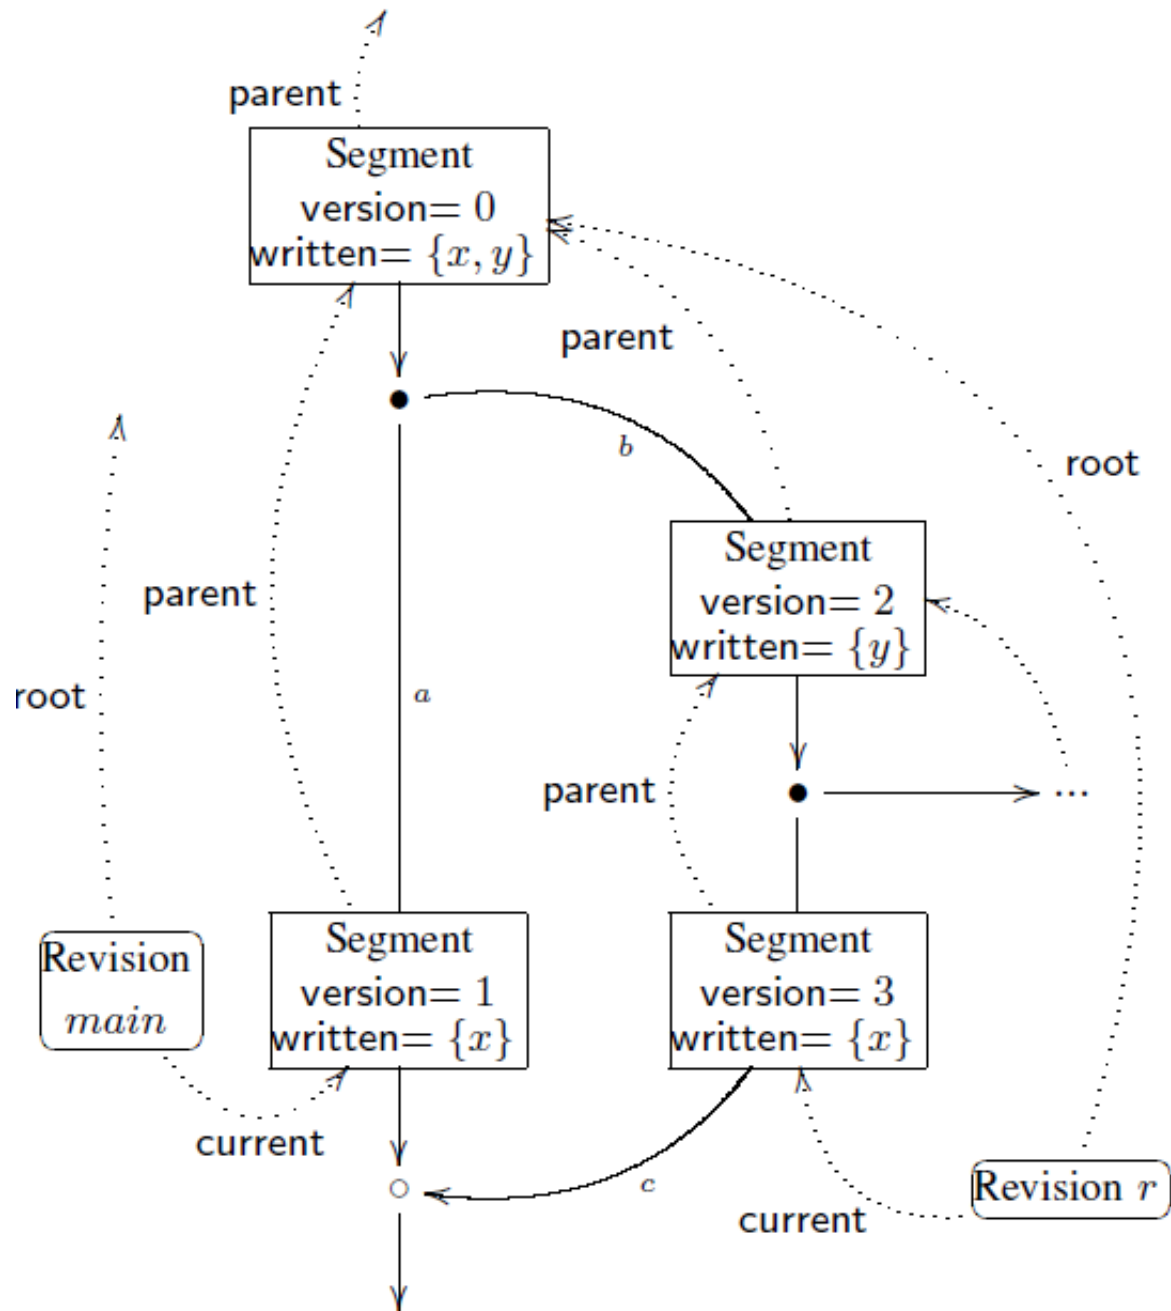 parent
Segment
version= 0
written= {x, y}
parent
b
root
Segment
version= 2
written= {y}
parent
root
a
parent
...
Segment
version= 1
written= {x}
Segment
version= 3
written= {x}
Revision
main
current
c
Revision r
current